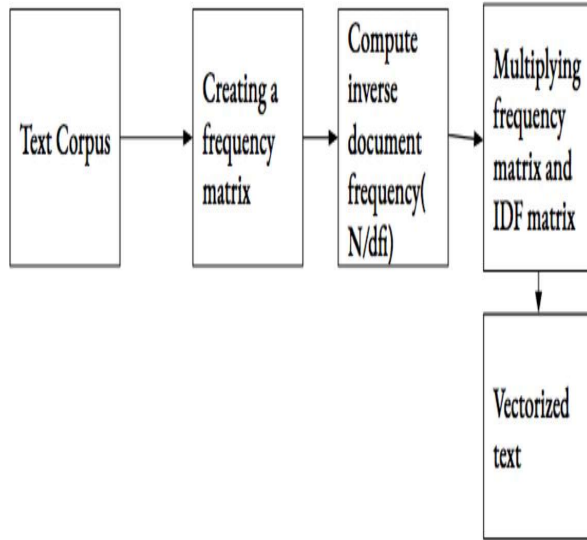 Text Corpus
Creating a
frequency
matrix
Compute
inverse
document
frequency(
N/dfi)
Multiplying
frequency
matrix and
IDF matrix
Vectorized
text